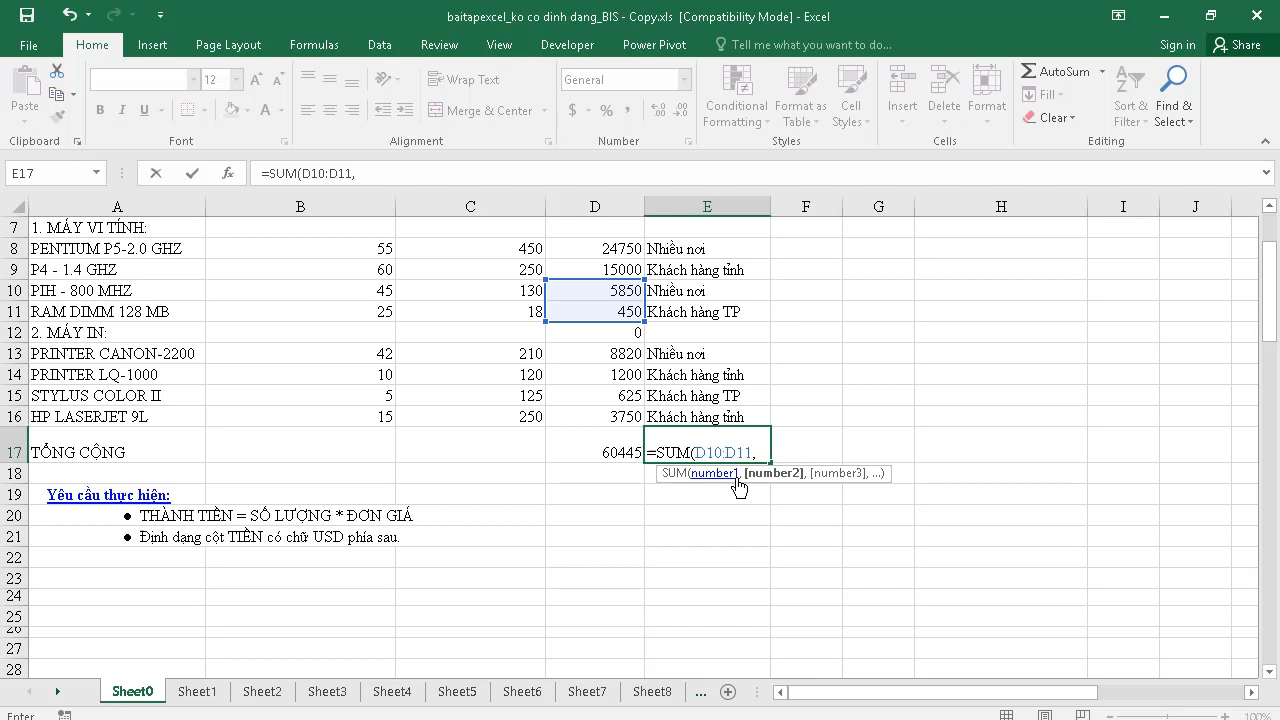 baitapexcel_ko co dinh dang_BIS - Copy.xls [Compatibility Mode] - Excel
File Home Insert Page Layout Formulas Data Review View Developer Power Pivot Tell me what you want to do... Sign in Share
Paste
12
B I U A
Wrap Text
Merge & Center
General
$ % ,
Conditional Formatting
Format as Table
Cell Styles
Insert Delete Format
AutoSum
Fill
Clear
Sort & Filter
Find & Select
Clipboard Font Alignment Number Styles Cells Editing
E17 fx =SUM(D10:D11,
A B C D E F G H I J
7 1. MÁY VI TÍNH:
8 PENTIUM P5-2.0 GHZ 55 450 24750 Nhiều nơi
9 P4 - 1.4 GHZ 60 250 15000 Khách hàng tỉnh
10 PIH - 800 MHZ 45 130 5850 Nhiều nơi
11 RAM DIMM 128 MB 25 18 450 Khách hàng TP
12 2. MÁY IN: 0
13 PRINTER CANON-2200 42 210 8820 Nhiều nơi
14 PRINTER LQ-1000 10 120 1200 Khách hàng tỉnh
15 STYLUS COLOR II 5 125 625 Khách hàng TP
16 HP LASERJET 9L 15 250 3750 Khách hàng tỉnh
17 TỔNG CỘNG 60445 =SUM(D10:D11,
SUM(number1, [number2], [number3], ...)
18
19 Yêu cầu thực hiện:
20 ● THÀNH TIỀN = SỐ LƯỢNG * ĐƠN GIÁ
21 ● Định dạng cột TIỀN có chữ USD phía sau.
22
23
24
25
26
27
28
Sheet0 Sheet1 Sheet2 Sheet3 Sheet4 Sheet5 Sheet6 Sheet7 Sheet8 ...
Enter 100%